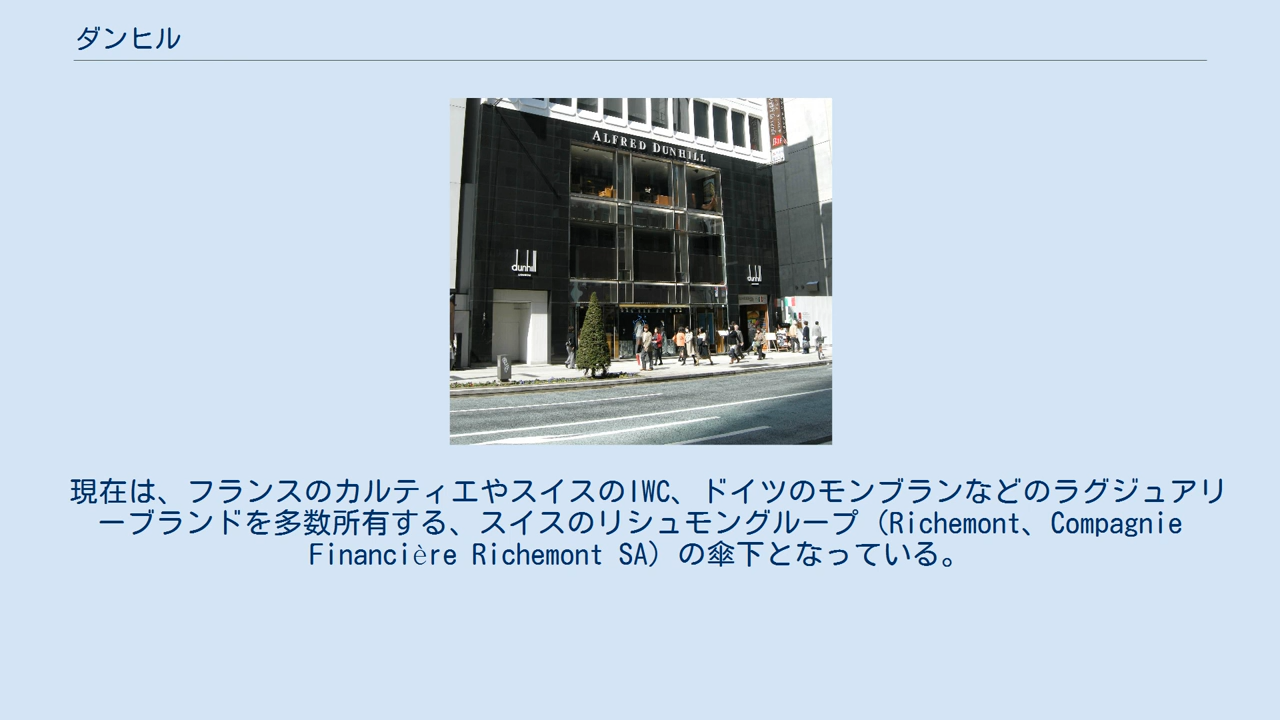 ダンヒル
ALFRED DUNHILL
dunhill
dunhill
現在は、フランスのカルティエやスイスのIWC、ドイツのモンブランなどのラグジュアリ
ーブランドを多数所有する、スイスのリシュモングループ（Richemont、Compagnie
Financière Richemont SA）の傘下となっている。